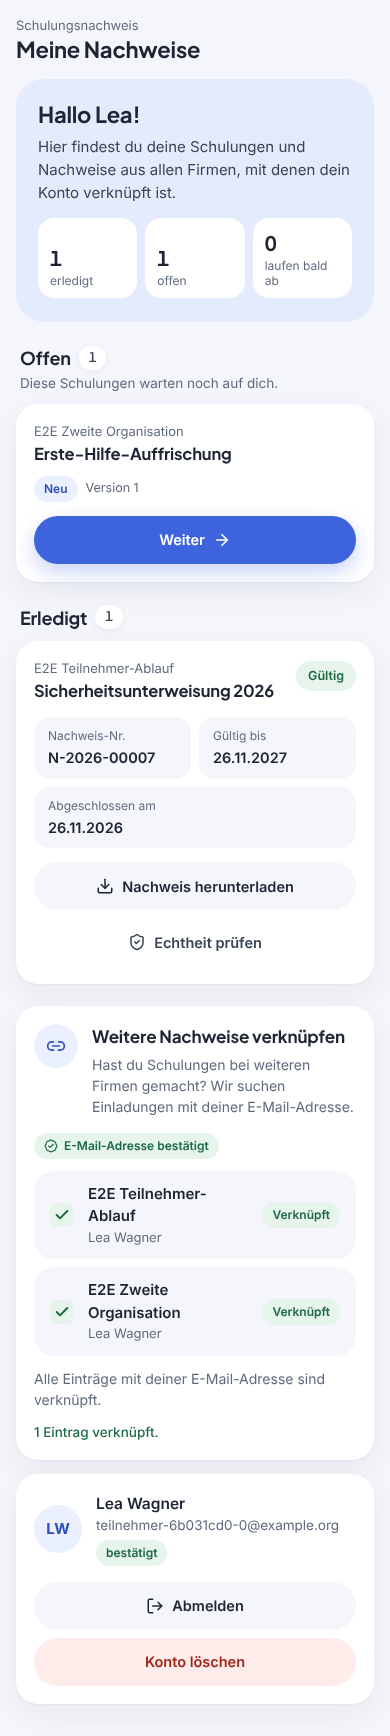 Schulungsnachweis
Meine Nachweise
Hallo Lea!
Hier findest du deine Schulungen und
Nachweise aus allen Firmen, mit denen dein
Konto verknüpft ist.
1
erledigt
1
offen
0
laufen bald
ab
Offen 1
Diese Schulungen warten noch auf dich.
E2E Zweite Organisation
Erste-Hilfe-Auffrischung
Neu Version 1
Weiter
Erledigt 1
E2E Teilnehmer-Ablauf
Gültig
Sicherheitsunterweisung 2026
Nachweis-Nr.
N-2026-00007
Gültig bis
26.11.2027
Abgeschlossen am
26.11.2026
Nachweis herunterladen
Echtheit prüfen
Weitere Nachweise verknüpfen
Hast du Schulungen bei weiteren
Firmen gemacht? Wir suchen
Einladungen mit deiner E-Mail-Adresse.
E-Mail-Adresse bestätigt
E2E Teilnehmer-
Ablauf
Lea Wagner
Verknüpft
E2E Zweite
Organisation
Lea Wagner
Verknüpft
Alle Einträge mit deiner E-Mail-Adresse sind
verknüpft.
1 Eintrag verknüpft.
LW
Lea Wagner
teilnehmer-6b031cd0-0@example.org
bestätigt
Abmelden
Konto löschen